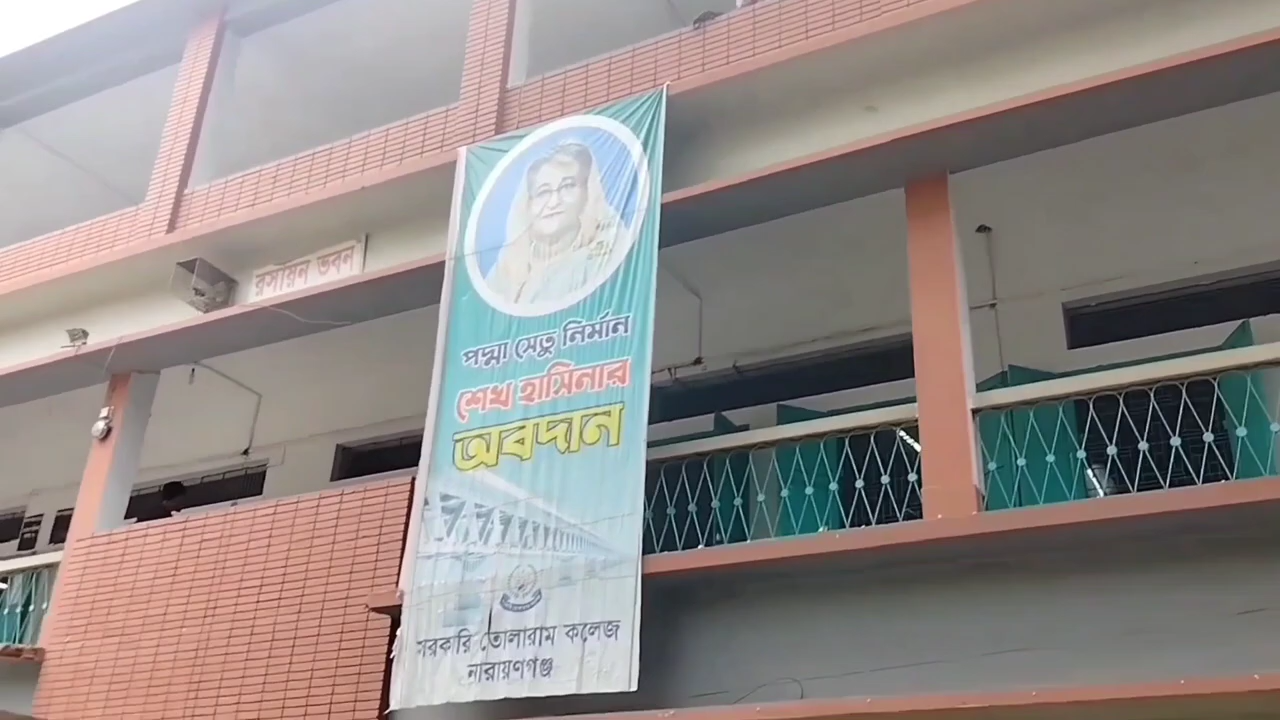 রসায়ন ভবন
পদ্মা সেতু নির্মান
শেখ হাসিনার
অবদান
সরকারি তোলারাম কলেজ
নারায়ণগঞ্জ